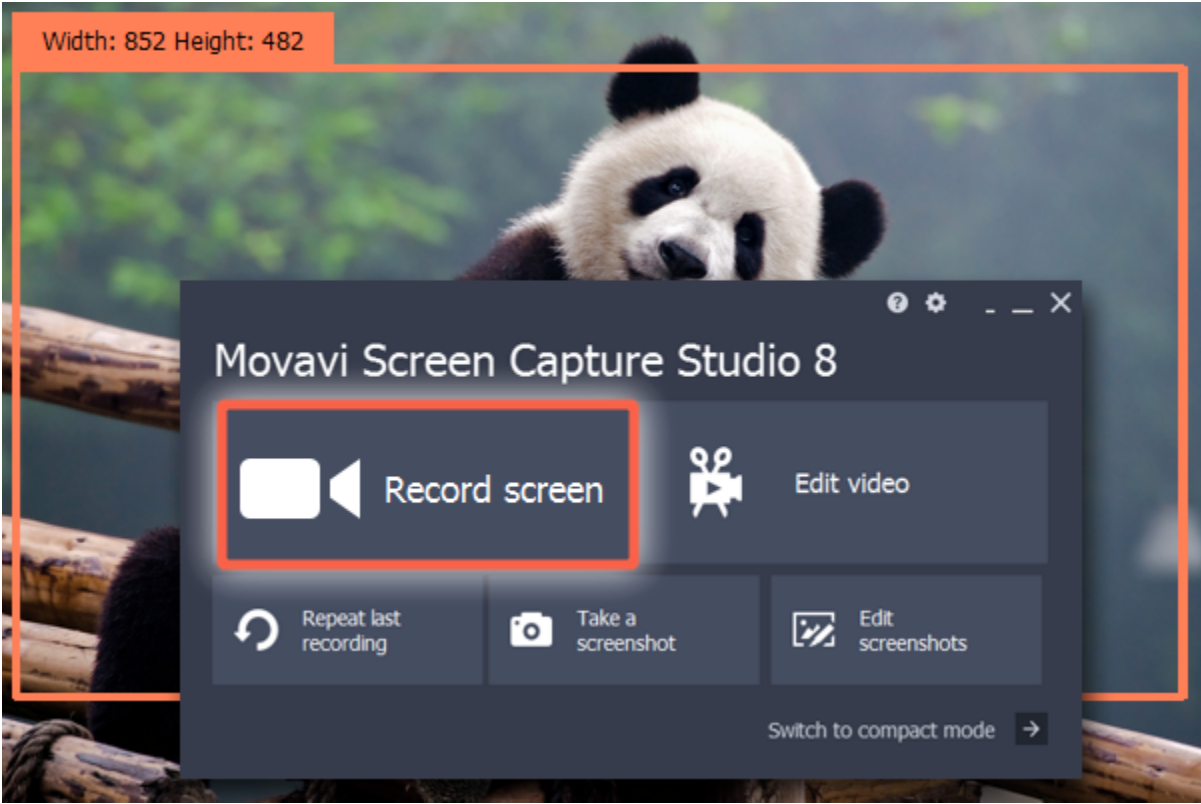 Width: 852 Height: 482
Movavi Screen Capture Studio 8
Record screen
Edit video
Repeat last
recording
Take a
screenshot
Edit
screenshots
Switch to compact mode